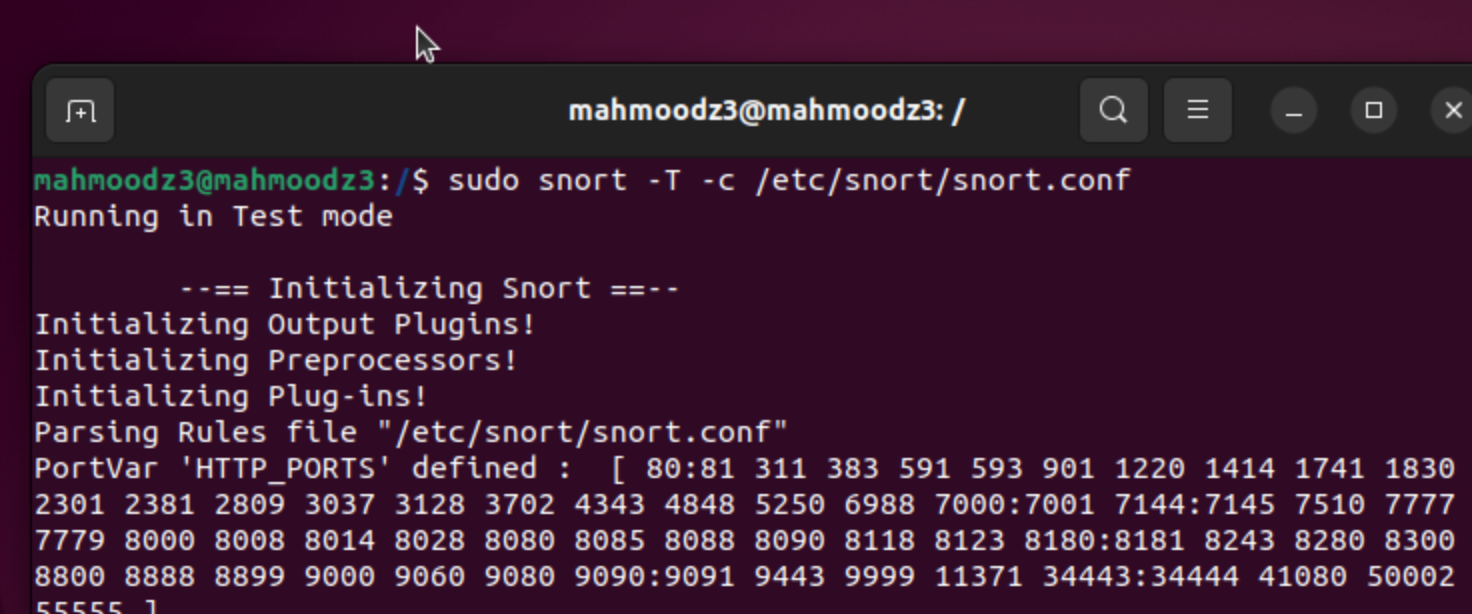 mahmoodz3@mahmoodz3: /
mahmoodz3@mahmoodz3:/$ sudo snort -T -c /etc/snort/snort.conf
Running in Test mode
--== Initializing Snort ==--
Initializing Output Plugins!
Initializing Preprocessors!
Initializing Plug-ins!
Parsing Rules file "/etc/snort/snort.conf"
PortVar 'HTTP_PORTS' defined :  [ 80:81 311 383 591 593 901 1220 1414 1741 1830
2301 2381 2809 3037 3128 3702 4343 4848 5250 6988 7000:7001 7144:7145 7510 7777
7779 8000 8008 8014 8028 8080 8085 8088 8090 8118 8123 8180:8181 8243 8280 8300
8800 8888 8899 9000 9060 9080 9090:9091 9443 9999 11371 34443:34444 41080 50002
55555 ]